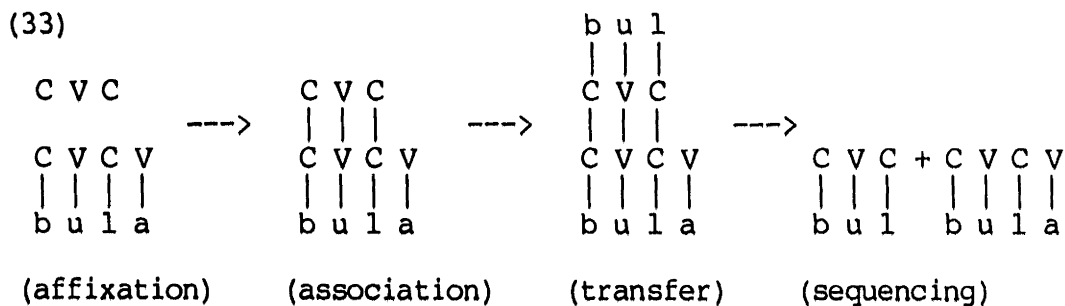 (33)
b u l
| | |
C V C C V C C V C
---> | | | ---> | | | --->
C V C V C V C V C V C V C V C + C V C V
| | | | | | | | | | | | | | | | | | |
b u l a b u l a b u l a b u l b u l a
(affixation) (association) (transfer) (sequencing)